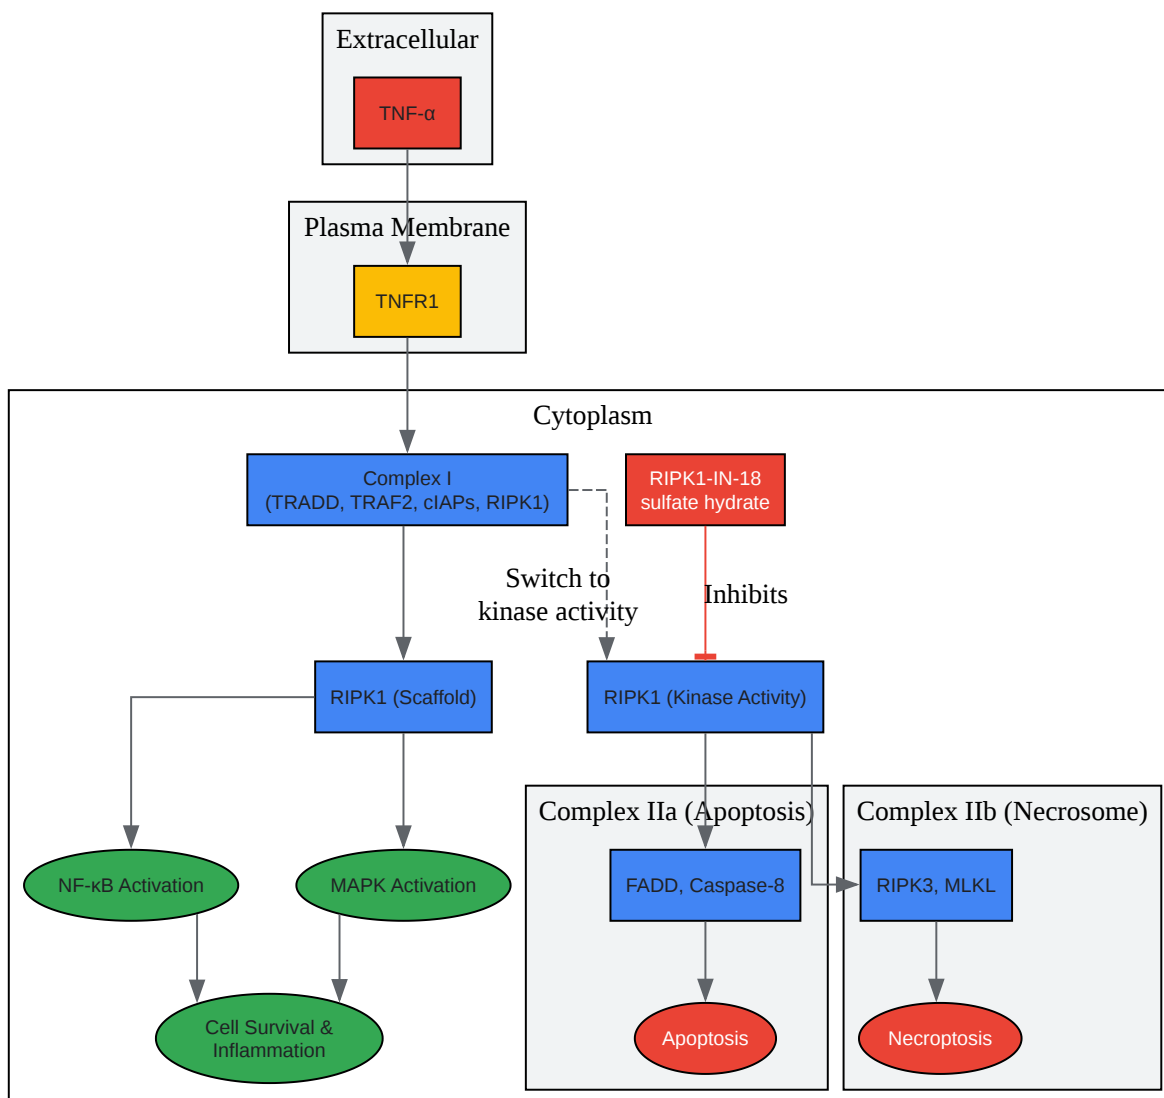 Extracellular
TNF-α
Plasma Membrane
TNFR1
Cytoplasm
Complex I
(TRADD, TRAF2, cIAPs, RIPK1)
RIPK1-IN-18
sulfate hydrate
Switch to
kinase activity
Inhibits
RIPK1 (Scaffold)
RIPK1 (Kinase Activity)
Complex IIa (Apoptosis)
Complex IIb (Necrosome)
NF-κB Activation
MAPK Activation
FADD, Caspase-8
RIPK3, MLKL
Cell Survival &
Inflammation
Apoptosis
Necroptosis